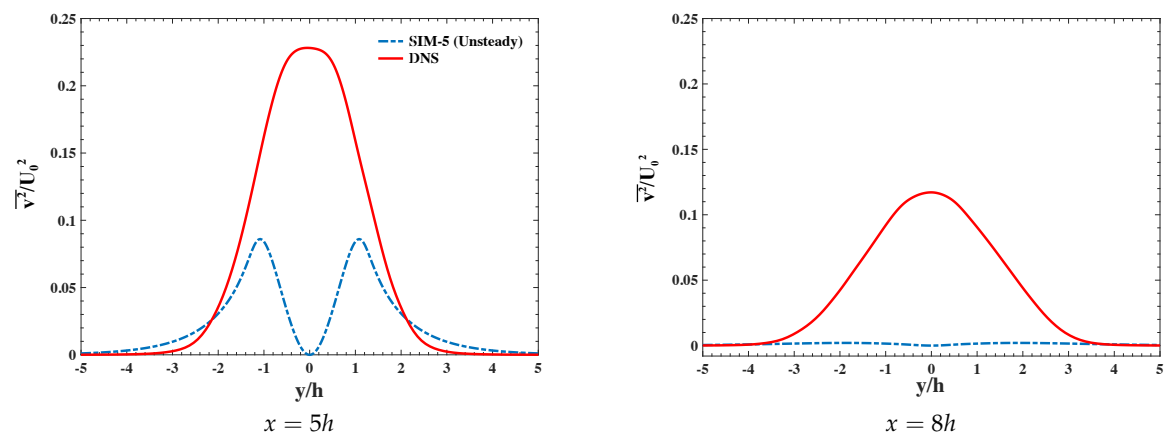 0.25
0.2
0.15
0.1
0.05
0
v²/U₀²
SIM-5 (Unsteady)
DNS
-5 -4 -3 -2 -1 0 1 2 3 4 5
y/h
x = 5h
0.25
0.2
0.15
0.1
0.05
0
v²/U₀²
-5 -4 -3 -2 -1 0 1 2 3 4 5
y/h
x = 8h